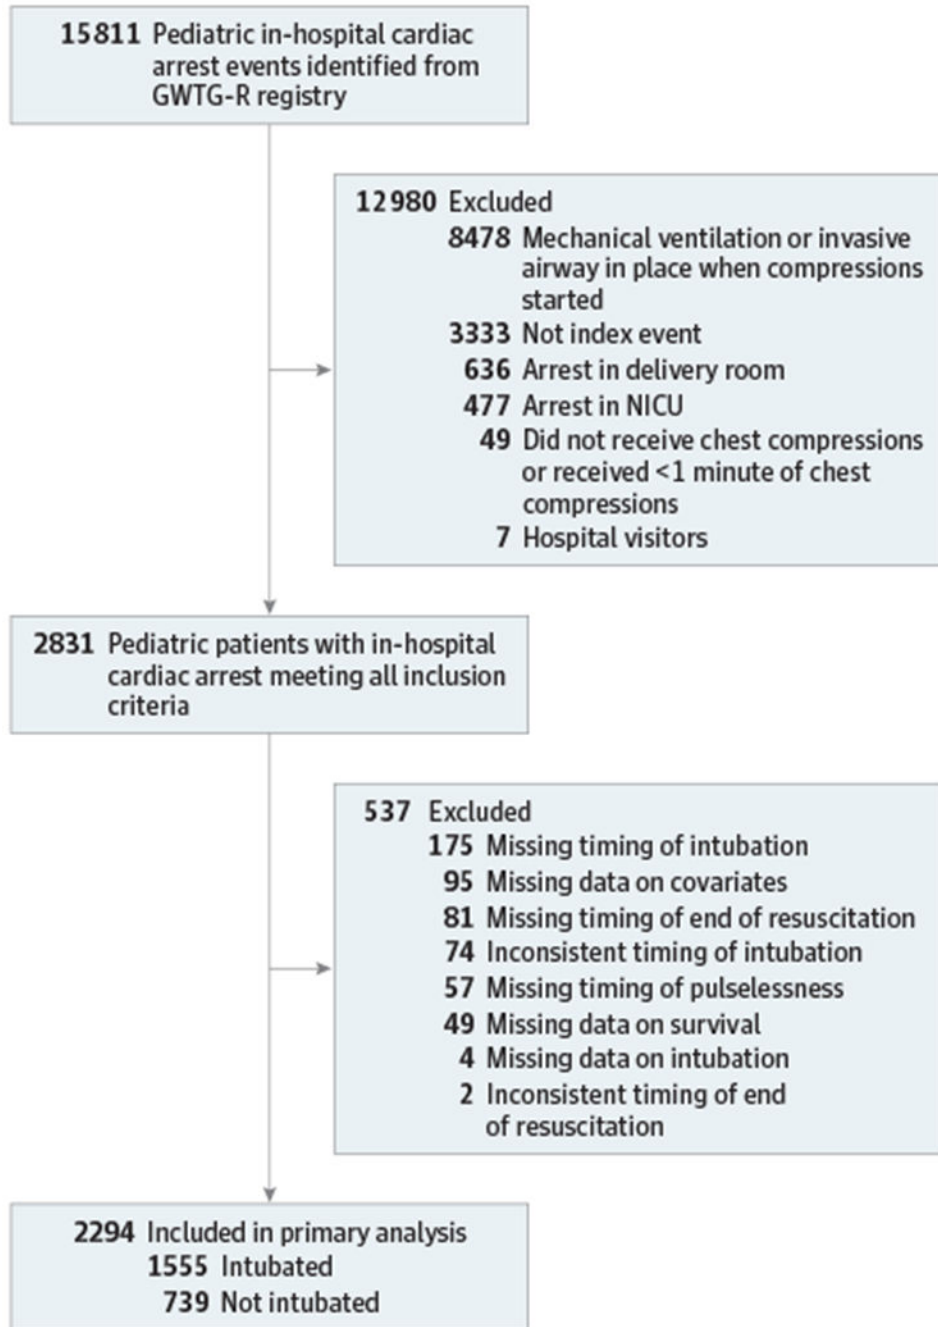 15811 Pediatric in-hospital cardiac
arrest events identified from
GWTG-R registry
12980 Excluded
8478 Mechanical ventilation or invasive
airway in place when compressions
started
3333 Not index event
636 Arrest in delivery room
477 Arrest in NICU
49 Did not receive chest compressions
or received <1 minute of chest
compressions
7 Hospital visitors
2831 Pediatric patients with in-hospital
cardiac arrest meeting all inclusion
criteria
537 Excluded
175 Missing timing of intubation
95 Missing data on covariates
81 Missing timing of end of resuscitation
74 Inconsistent timing of intubation
57 Missing timing of pulselessness
49 Missing data on survival
4 Missing data on intubation
2 Inconsistent timing of end
of resuscitation
2294 Included in primary analysis
1555 Intubated
739 Not intubated